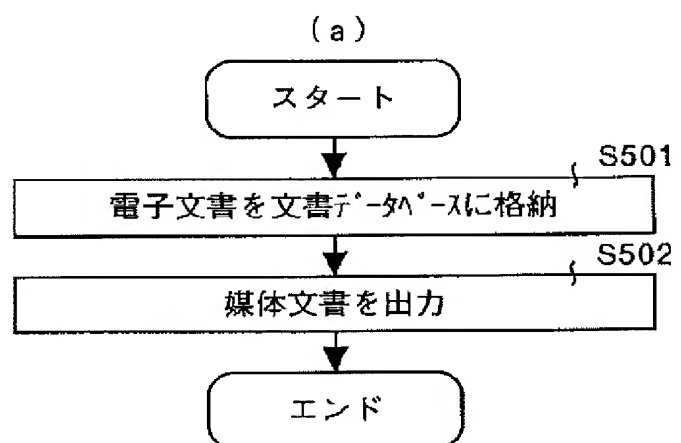 (a)
スタート
S501
電子文書を文書ﾃﾞｰﾀﾍﾞｰｽに格納
S502
媒体文書を出力
エンド